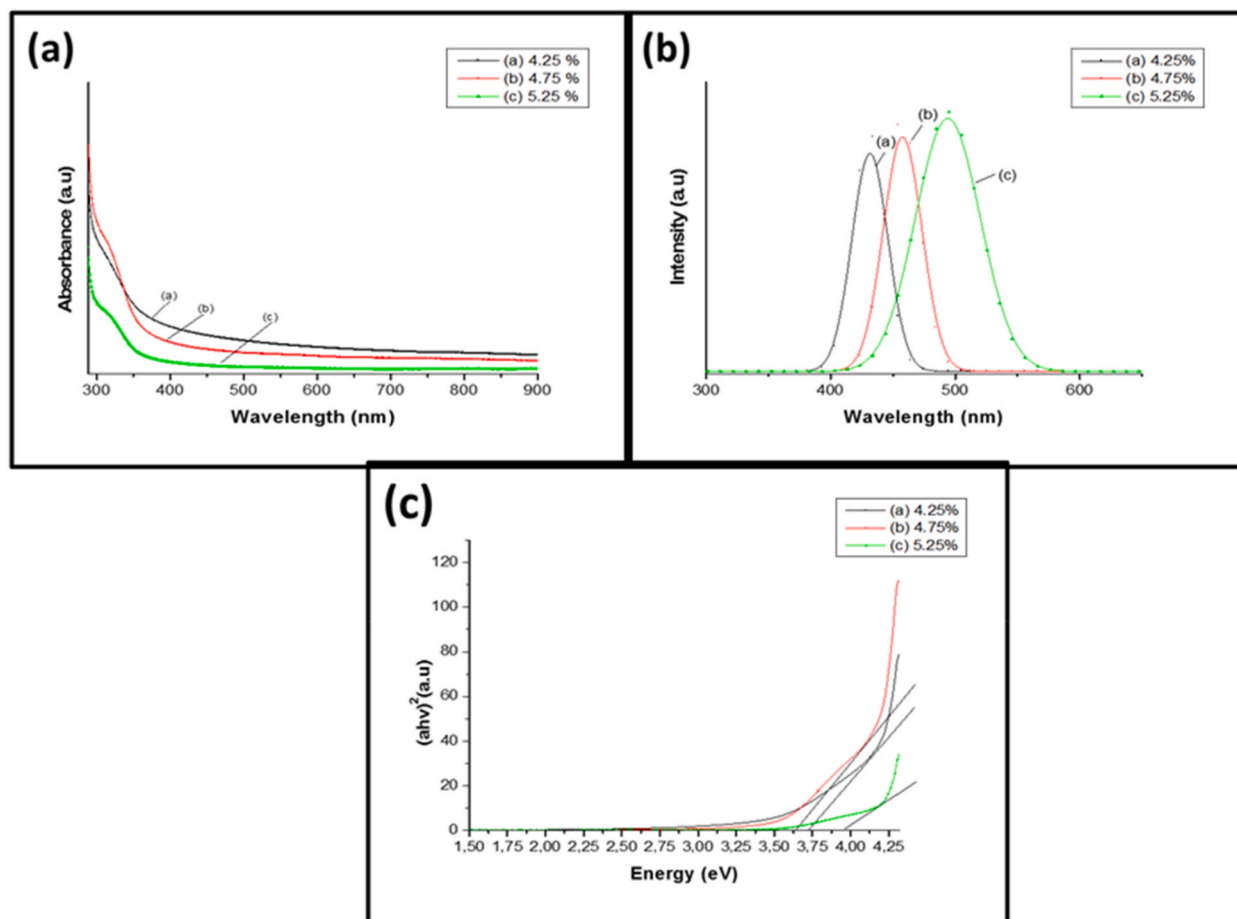 (a)
(a) 4.25 %
(b) 4.75 %
(c) 5.25 %
Absorbance (a.u)
(a)
(b)
(c)
300 400 500 600 700 800 900
Wavelength (nm)
(b)
(a) 4.25%
(b) 4.75%
(c) 5.25%
Intensity (a.u)
(a)
(b)
(c)
300 400 500 600
Wavelength (nm)
(c)
(a) 4.25%
(b) 4.75%
(c) 5.25%
(ahv)²(a.u)
120
100
80
60
40
20
0
1,50 1,75 2,00 2,25 2,50 2,75 3,00 3,25 3,50 3,75 4,00 4,25
Energy (eV)